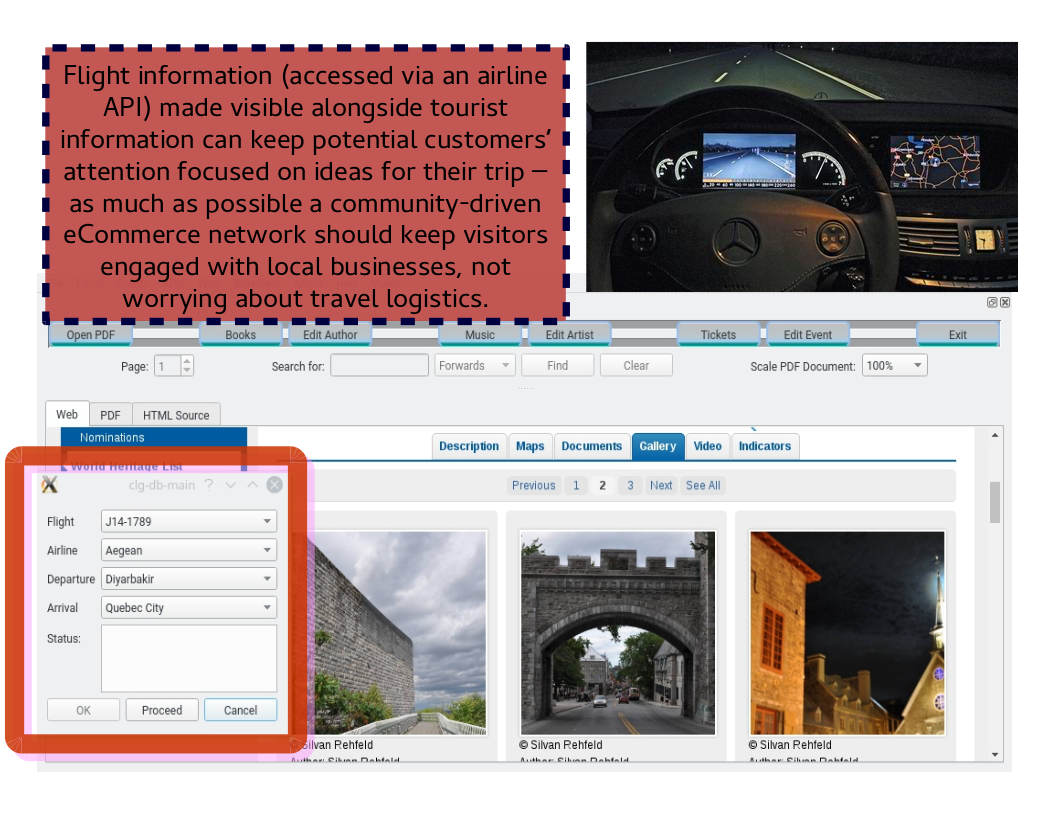 Flight information (accessed via an airline
API) made visible alongside tourist
information can keep potential customers’
attention focused on ideas for their trip —
as much as possible a community-driven
eCommerce network should keep visitors
engaged with local businesses, not
worrying about travel logistics.
Open PDF Books Edit Author Music Edit Artist Tickets Edit Event Exit
Page: 1 Search for: Forwards Find Clear Scale PDF Document: 100%
Web PDF HTML Source
Nominations
World Heritage List
Description Maps Documents Gallery Video Indicators
Previous 1 2 3 Next See All
clg-db-main ?
Flight J14-1789
Airline Aegean
Departure Diyarbakir
Arrival Quebec City
Status:
OK Proceed Cancel
© Silvan Rehfeld © Silvan Rehfeld © Silvan Rehfeld
Author: Silvan Rehfeld Author: Silvan Rehfeld Author: Silvan Rehfeld